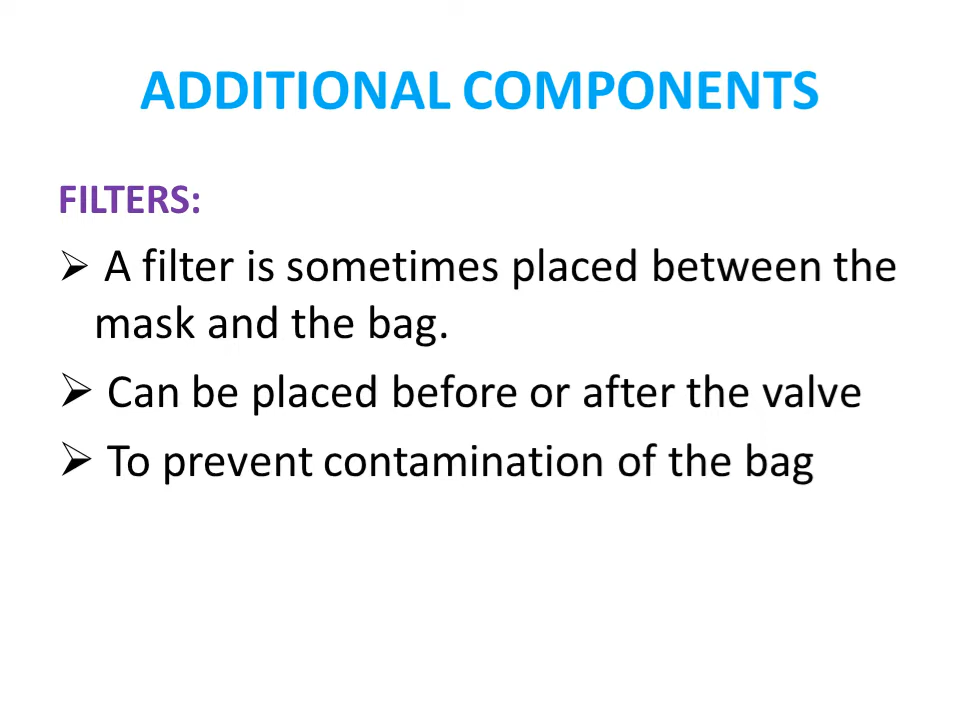 ADDITIONAL COMPONENTS
FILTERS:
➢ A filter is sometimes placed between the
mask and the bag.
➢ Can be placed before or after the valve
➢ To prevent contamination of the bag